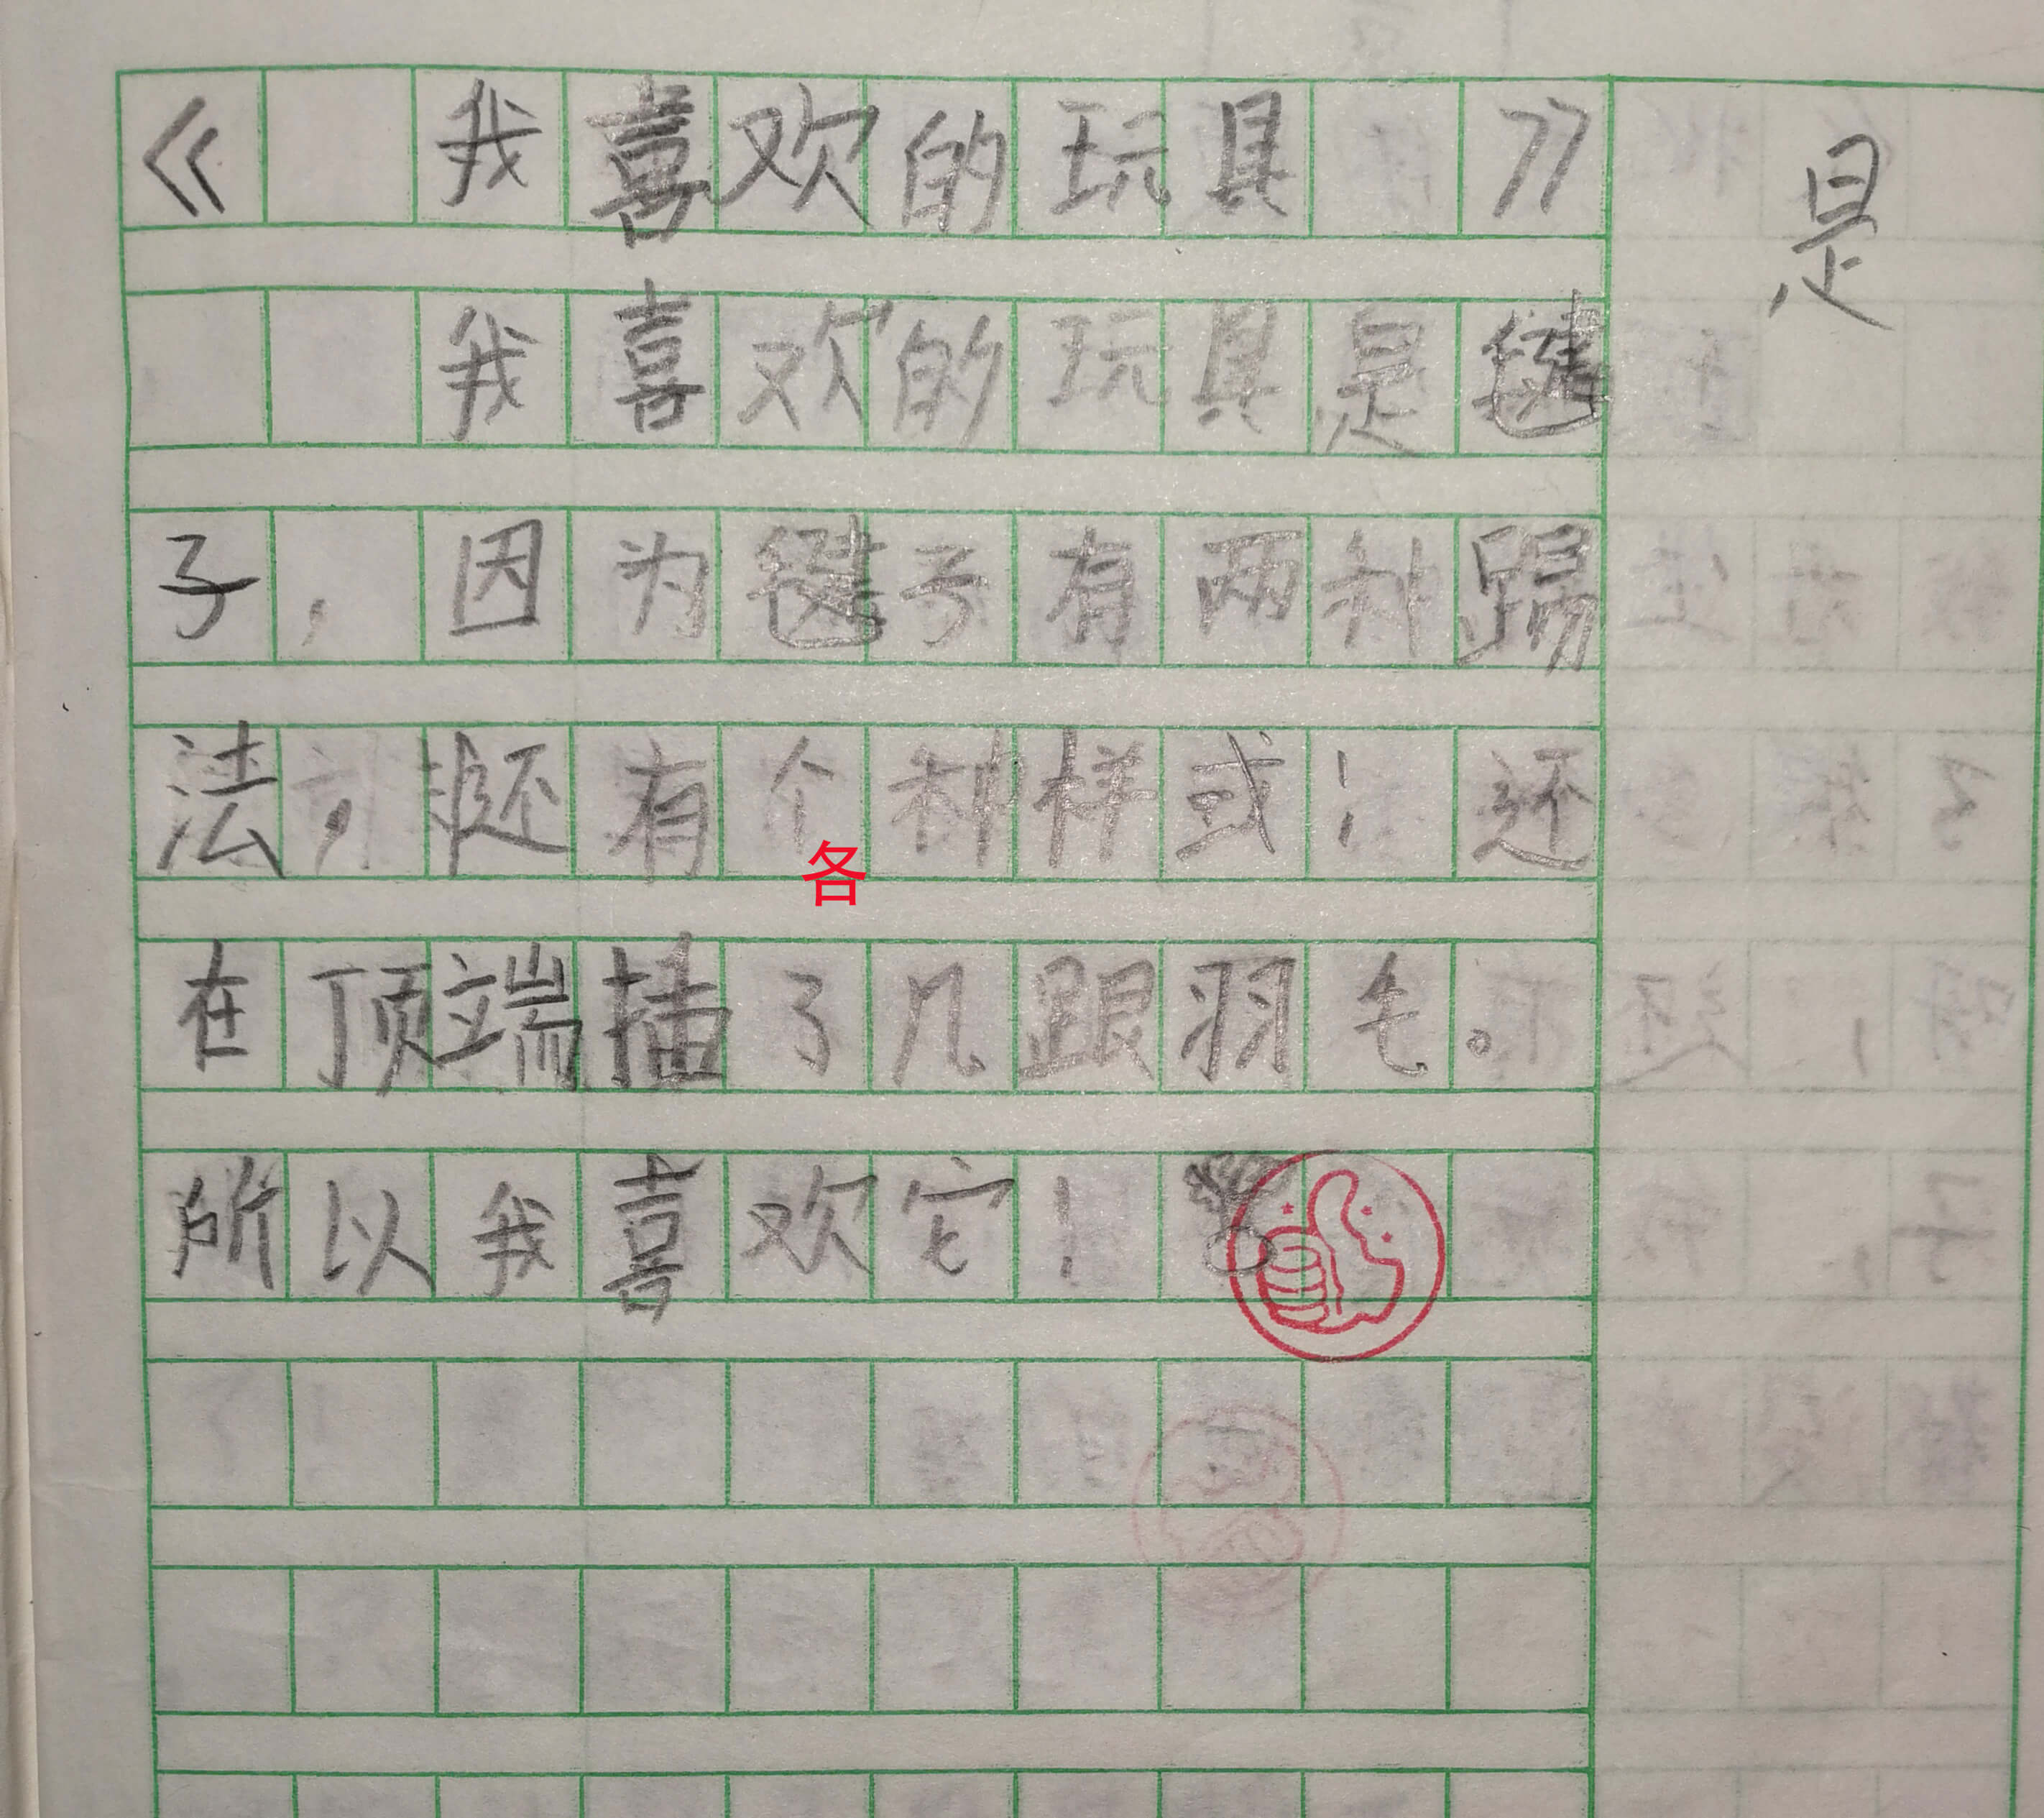 《 我喜欢的玩具 》
是
我喜欢的玩具是毽
子，因为毽子有两种踢
法，还有个种样或！还
各
在顶端插了几跟羽毛。
所以我喜欢它！